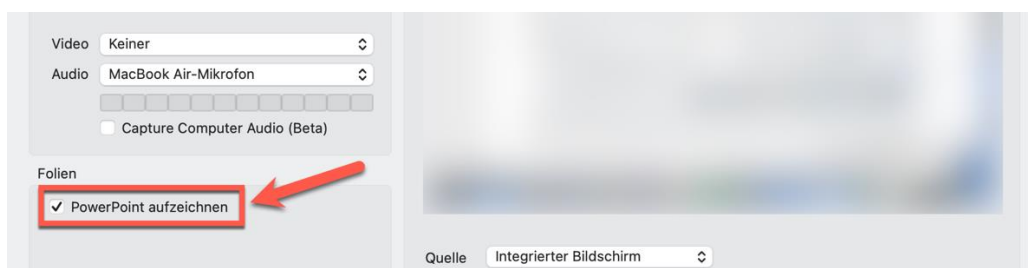 Video Keiner
Audio MacBook Air-Mikrofon
Capture Computer Audio (Beta)
Folien
PowerPoint aufzeichnen
Quelle Integrierter Bildschirm